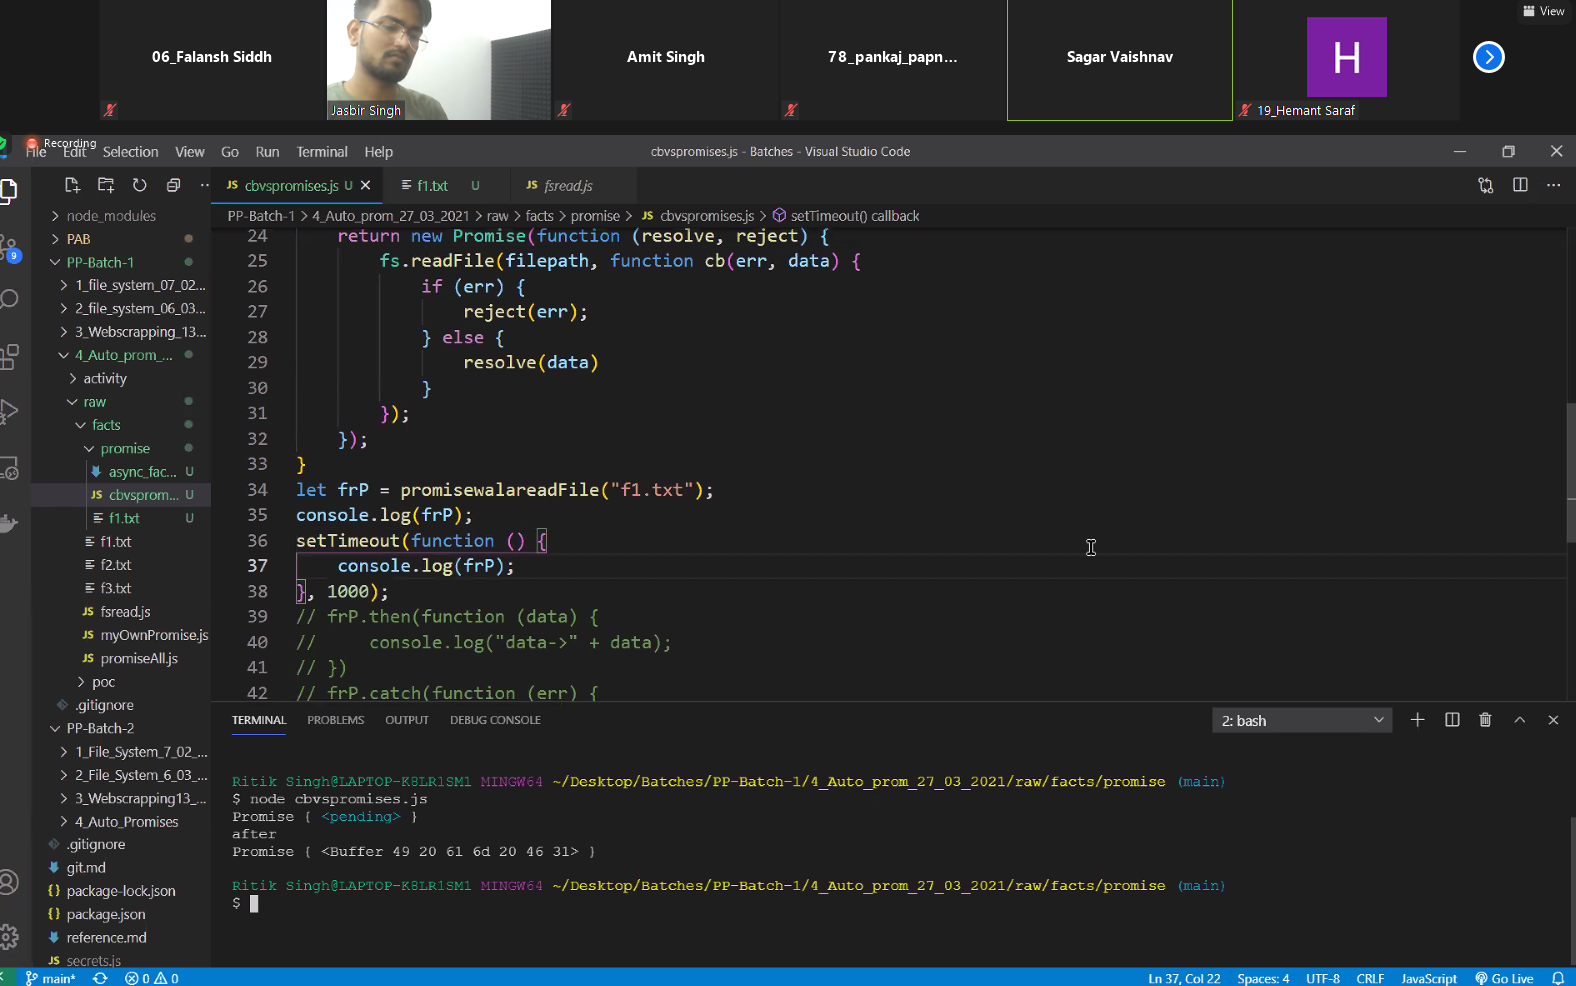 View
06_Falansh Siddh
Jasbir Singh
Amit Singh
78_pankaj_papn...
Sagar Vaishnav
H
19_Hemant Saraf
Recording
File Edit Selection View Go Run Terminal Help
cbvspromises.js - Batches - Visual Studio Code
JS cbvspromises.js U
f1.txt U
JS fsread.js
PP-Batch-1 > 4_Auto_prom_27_03_2021 > raw > facts > promise > JS cbvspromises.js > setTimeout() callback
node_modules
PAB
PP-Batch-1
1_file_system_07_02...
2_file_system_06_03...
3_Webscrapping_13...
4_Auto_prom_...
activity
raw
facts
promise
async_fac... U
JS cbvsprom... U
f1.txt U
f1.txt
f2.txt
f3.txt
JS fsread.js
JS myOwnPromise.js
JS promiseAll.js
poc
.gitignore
PP-Batch-2
1_File_System_7_02_...
2_File_System_6_03_...
3_Webscrapping13_...
4_Auto_Promises
.gitignore
git.md
{} package-lock.json
{} package.json
reference.md
JS secrets.js
9
24 return new Promise(function (resolve, reject) {
25 fs.readFile(filepath, function cb(err, data) {
26 if (err) {
27 reject(err);
28 } else {
29 resolve(data)
30 }
31 });
32 });
33 }
34 let frP = promisewalareadFile("f1.txt");
35 console.log(frP);
36 setTimeout(function () {
37 console.log(frP);
38 }, 1000);
39 // frP.then(function (data) {
40 // console.log("data->" + data);
41 // })
42 // frP.catch(function (err) {
TERMINAL PROBLEMS OUTPUT DEBUG CONSOLE
2: bash
Ritik Singh@LAPTOP-K8LR1SM1 MINGW64 ~/Desktop/Batches/PP-Batch-1/4_Auto_prom_27_03_2021/raw/facts/promise (main)
$ node cbvspromises.js
Promise { <pending> }
after
Promise { <Buffer 49 20 61 6d 20 46 31> }
Ritik Singh@LAPTOP-K8LR1SM1 MINGW64 ~/Desktop/Batches/PP-Batch-1/4_Auto_prom_27_03_2021/raw/facts/promise (main)
$
main* 0 0
Ln 37, Col 22 Spaces: 4 UTF-8 CRLF JavaScript Go Live